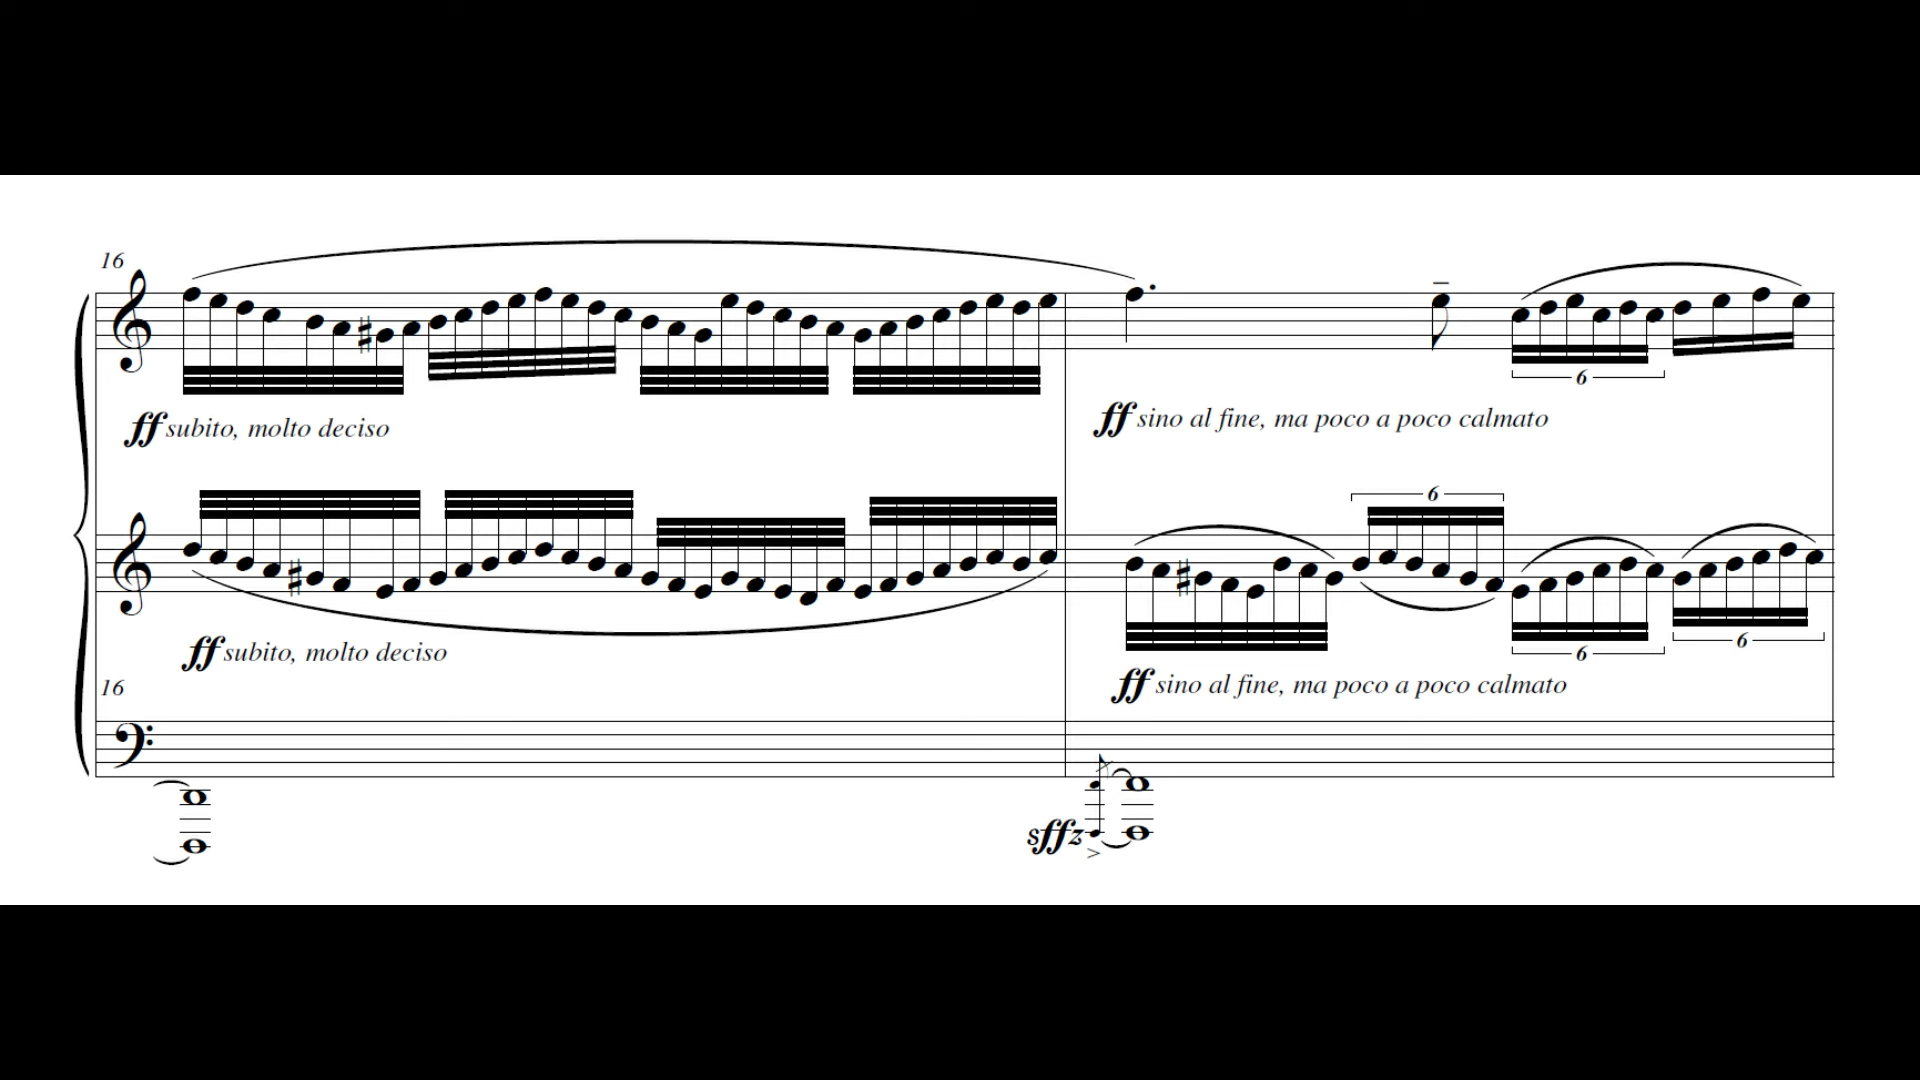 16
ff subito, molto deciso
ff sino al fine, ma poco a poco calmato
6
6
ff subito, molto deciso
ff sino al fine, ma poco a poco calmato
6
6
16
sffz